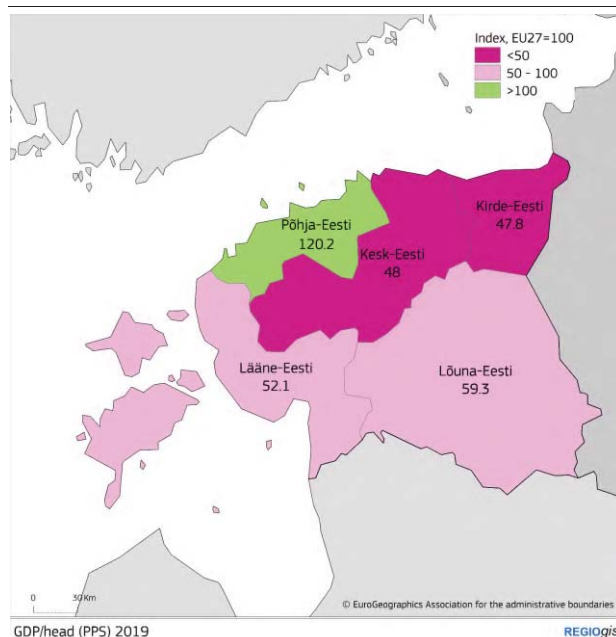 Index, EU27=100
<50
50 - 100
>100
Kirde-Eesti
47.8
Põhja-Eesti
120.2
Kesk-Eesti
48
Lääne-Eesti
52.1
Lõuna-Eesti
59.3
0 30 Km
© EuroGeographics Association for the administrative boundaries
GDP/head (PPS) 2019
REGIOgis